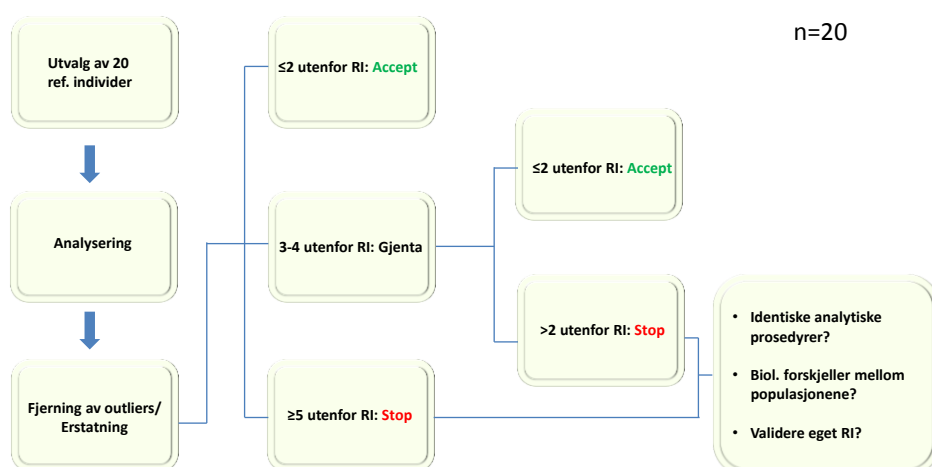 n=20
Utvalg av 20
ref. individer
Analysering
Fjerning av outliers/
Erstatning
≤2 utenfor RI: Accept
3-4 utenfor RI: Gjenta
≥5 utenfor RI: Stop
≤2 utenfor RI: Accept
>2 utenfor RI: Stop
• Identiske analytiske
prosedyrer?
• Biol. forskjeller mellom
populasjonene?
• Validere eget RI?